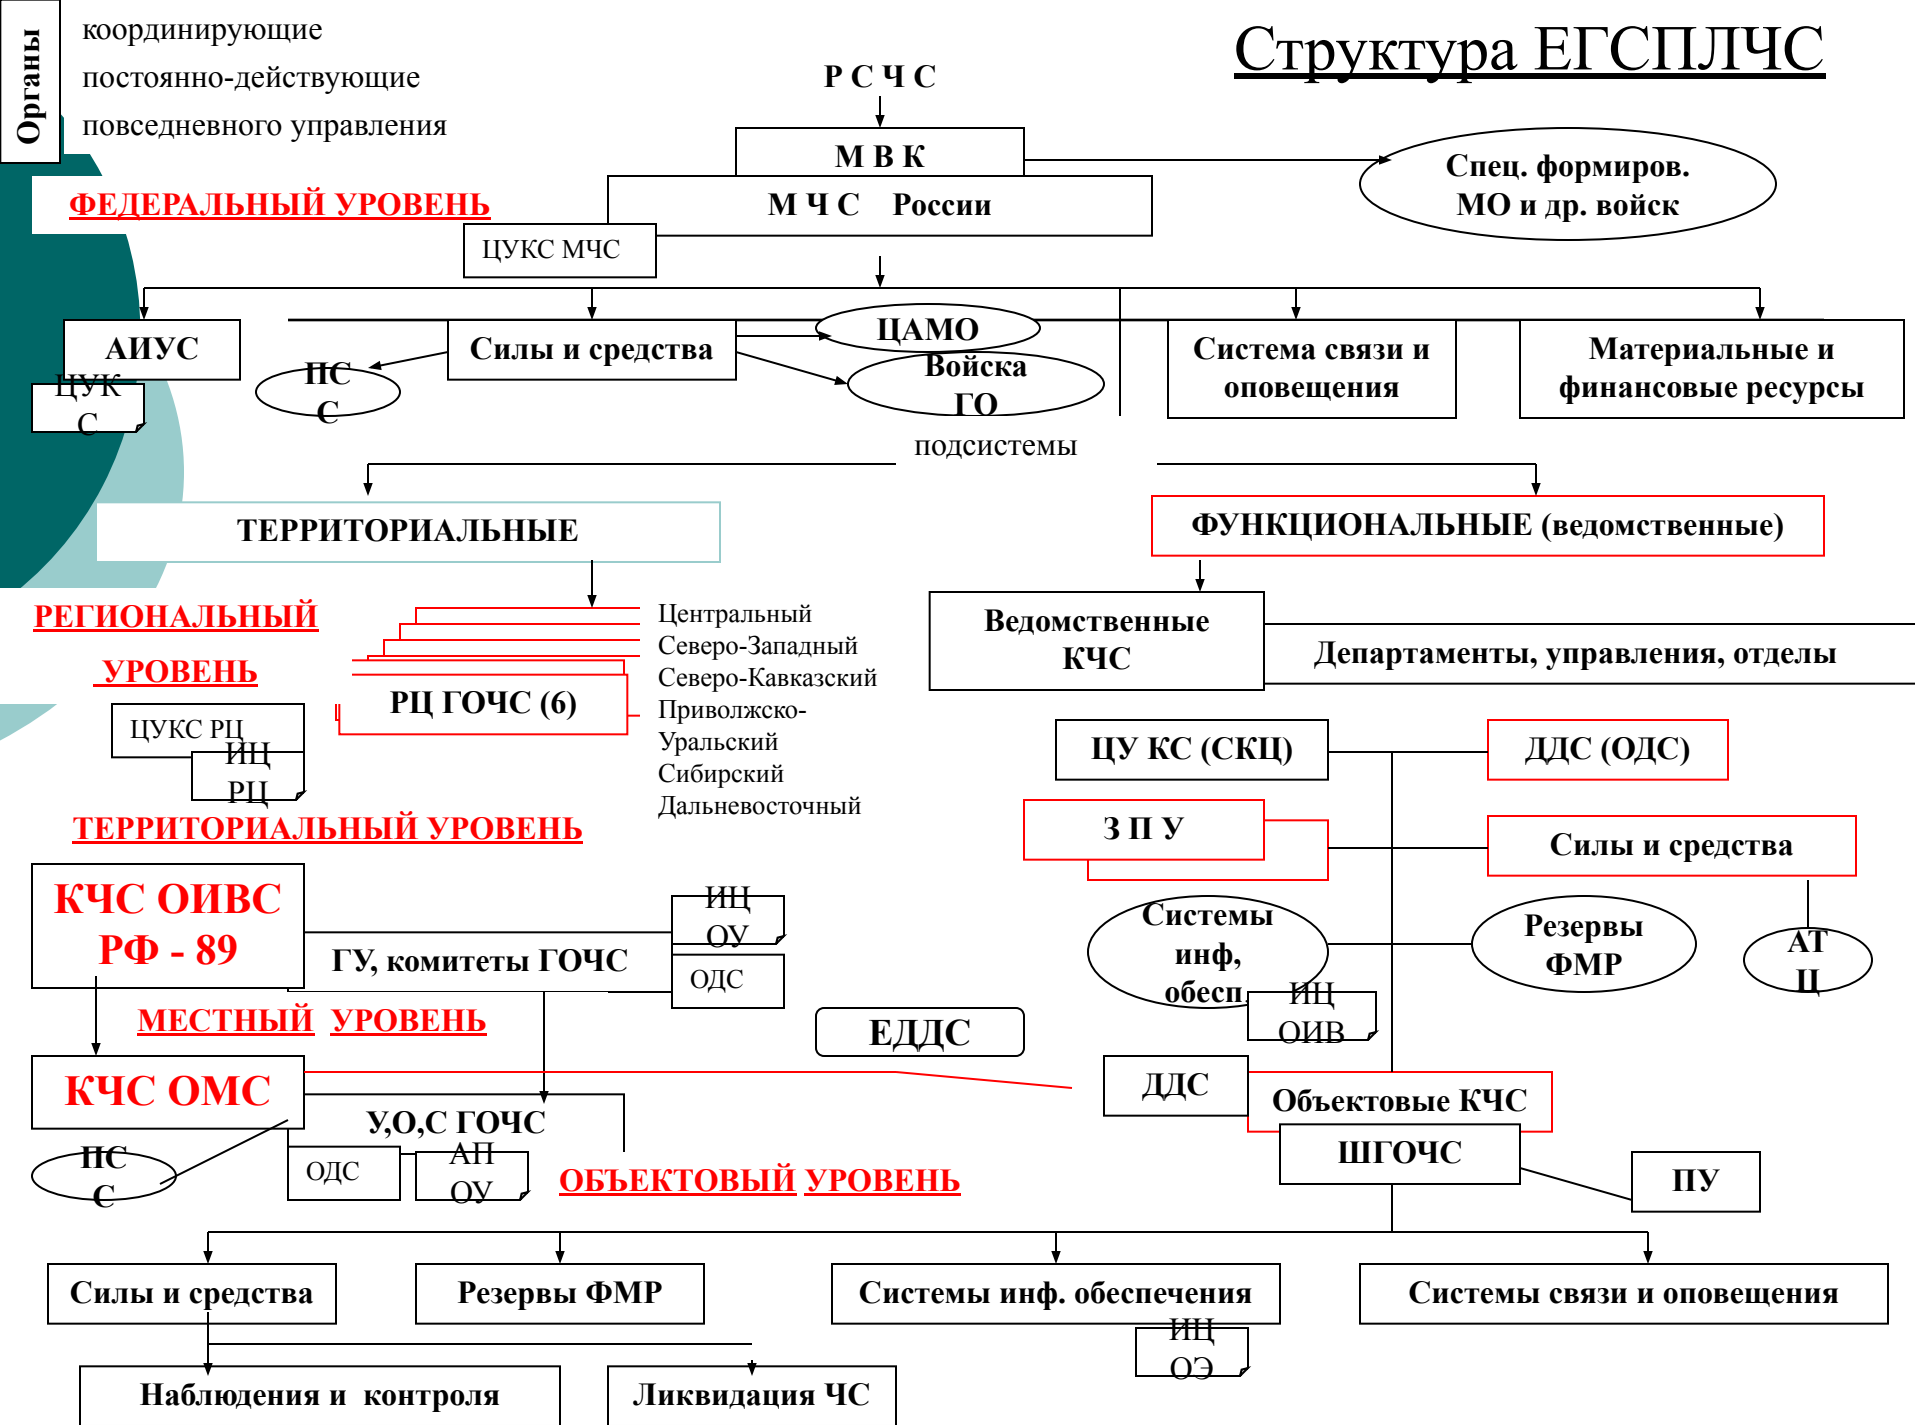 Органы
координирующие
постоянно-действующие
повседневного управления
Структура ЕГСПЛЧС
Р С Ч С
М В К
М Ч С России
Спец. формиров.
МО и др. войск
ФЕДЕРАЛЬНЫЙ УРОВЕНЬ
ЦУКС МЧС
АИУС
ЦУК
С
ПС
С
Силы и средства
ЦАМО
Войска
ГО
Система связи и
оповещения
Материальные и
финансовые ресурсы
подсистемы
ТЕРРИТОРИАЛЬНЫЕ
ФУНКЦИОНАЛЬНЫЕ (ведомственные)
РЕГИОНАЛЬНЫЙ
УРОВЕНЬ
РЦ ГОЧС (6)
Центральный
Северо-Западный
Северо-Кавказский
Приволжско-
Уральский
Сибирский
Дальневосточный
ЦУКС РЦ
ИЦ
РЦ
Ведомственные
КЧС
Департаменты, управления, отделы
ЦУ КС (СКЦ)
ДДС (ОДС)
З П У
Силы и средства
Системы
инф,
обесп.
ИЦ
ОИВ
Резервы
ФМР
АТ
Ц
ТЕРРИТОРИАЛЬНЫЙ УРОВЕНЬ
КЧС ОИВС
РФ - 89
ГУ, комитеты ГОЧС
ИЦ
ОУ
ОДС
МЕСТНЫЙ УРОВЕНЬ
ЕДДС
КЧС ОМС
У,О,С ГОЧС
ПС
С
ОДС
АП
ОУ
ДДС
Объектовые КЧС
ШГОЧС
ПУ
ОБЪЕКТОВЫЙ УРОВЕНЬ
Силы и средства
Резервы ФМР
Системы инф. обеспечения
Системы связи и оповещения
ИЦ
ОЭ
Наблюдения и контроля
Ликвидация ЧС